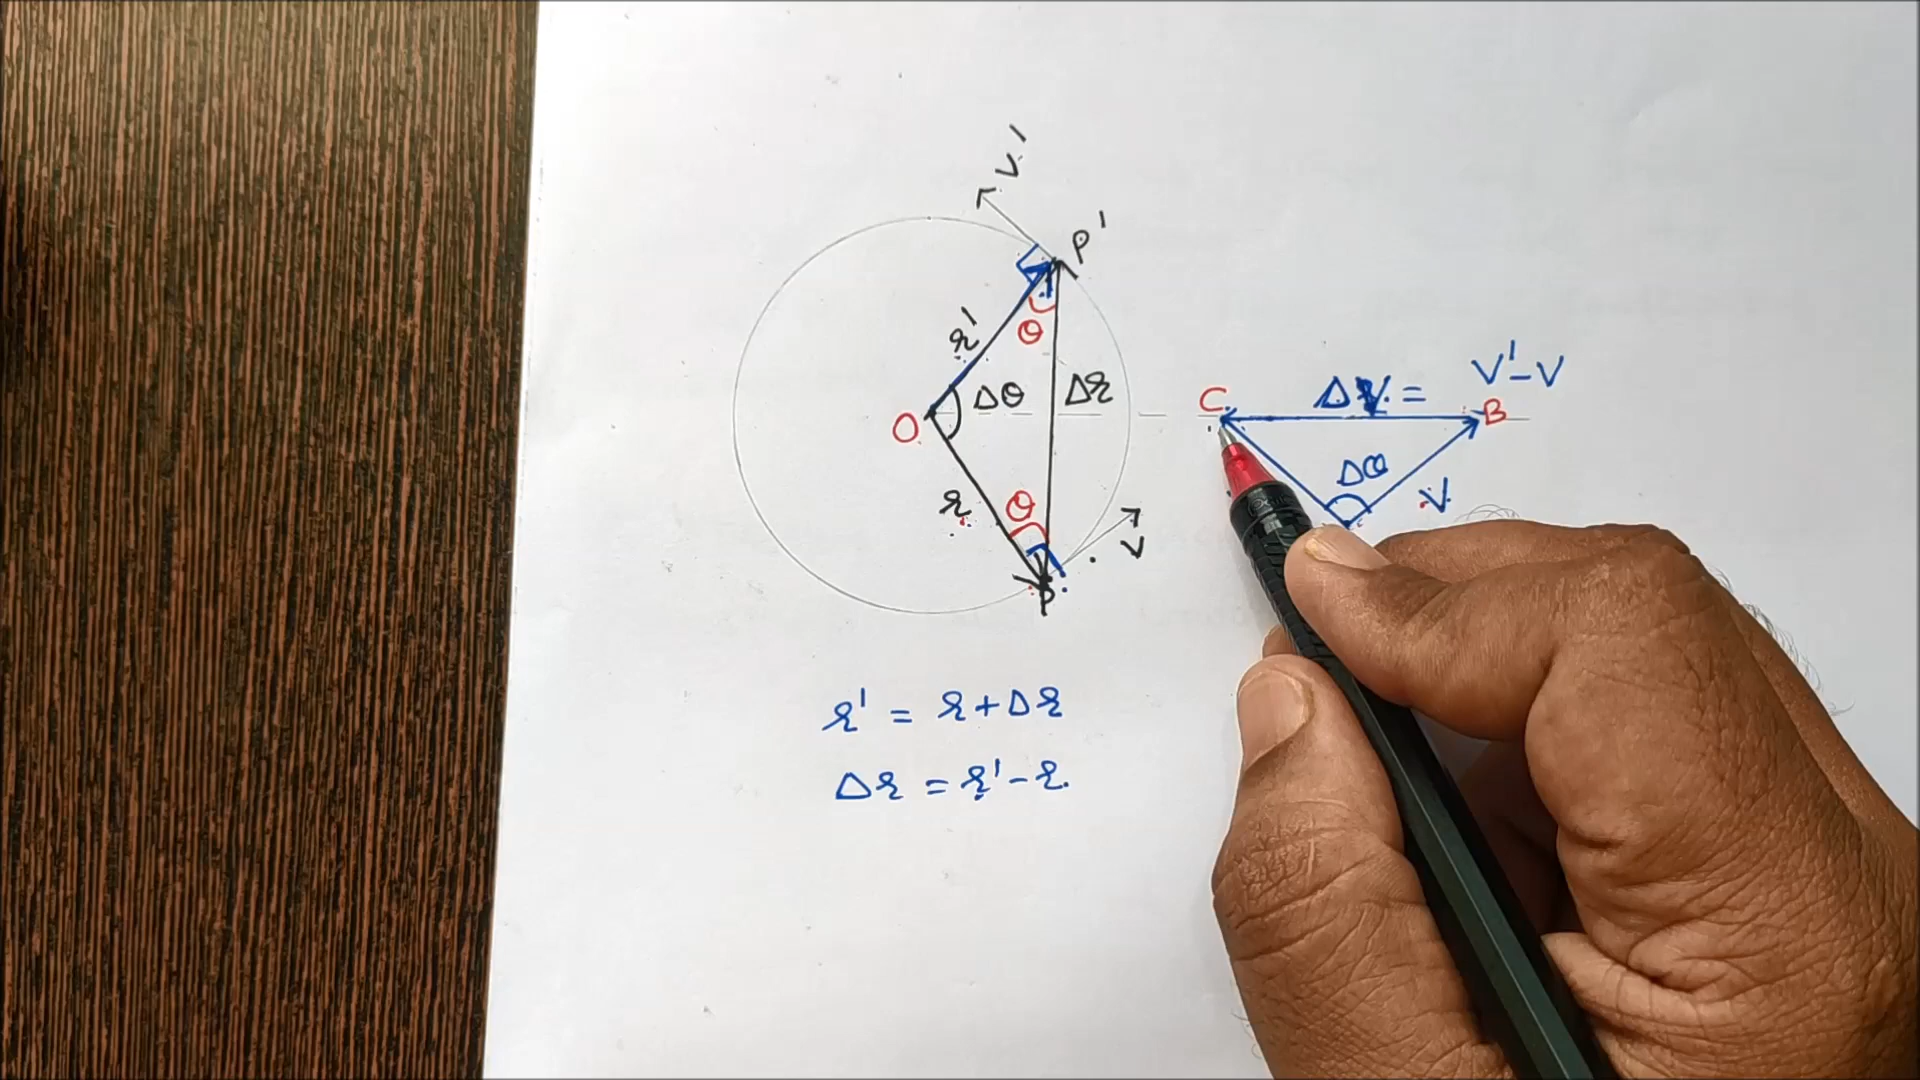 V'
P'
r'
θ
Δθ
Δr
O
r
θ
V
P
C
ΔV =
V' - V
B
Δθ
V
r' = r + Δr
Δr = r' - r.